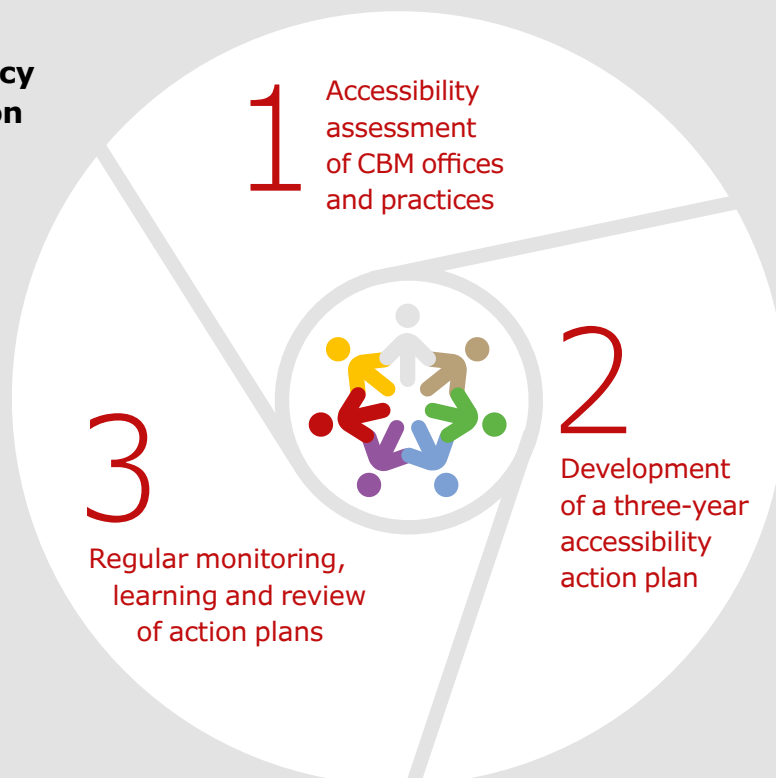 cy
on
1
Accessibility
assessment
of CBM offices
and practices
2
Development
of a three-year
accessibility
action plan
3
Regular monitoring,
learning and review
of action plans